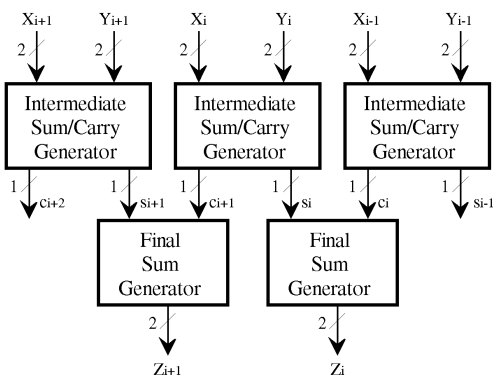 Xi+1 Yi+1 Xi Yi Xi-1 Yi-1
2 2 2 2 2 2
Intermediate Sum/Carry Generator
Intermediate Sum/Carry Generator
Intermediate Sum/Carry Generator
1 ci+2 1 si+1 1 ci+1 1 si 1 ci 1 si-1
Final Sum Generator
Final Sum Generator
2 2
Zi+1 Zi